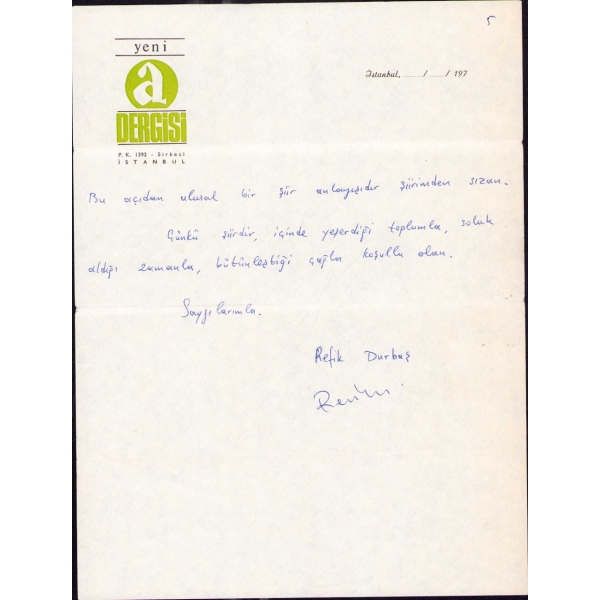 5
yeni
a
DERGİSİ
P. K. 1392 - Sirkeci
İSTANBUL
İstanbul, ...... / ...... / 197
Bu açıdan ulusal bir şiir anlayışıdır şiirimden sızan.
Çünkü şiirdir, içinde yeşerdiği toplumla, soluk
aldığı zamanla, bütünleştiği çağla koşullu olan.
Saygılarımla.
Refik Durbaş